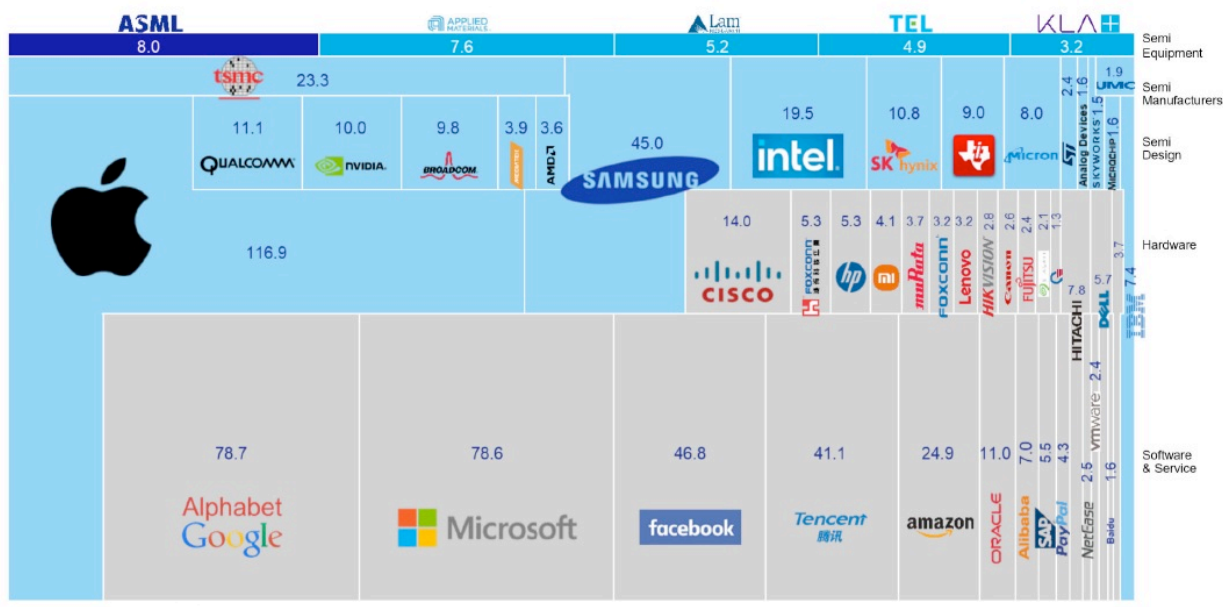 ASML
APPLIED
MATERIALS
Lam
RESEARCH
TEL
KLA
8.0
7.6
5.2
4.9
3.2
Semi
Equipment
tsmc
23.3
2.4
1.6
1.9
UMC
Semi
Manufacturers
11.1
QUALCOMM
10.0
NVIDIA
9.8
BROADCOM
3.9
MEDIATEK
3.6
AMD
45.0
SAMSUNG
19.5
intel
10.8
SK hynix
9.0
8.0
Micron
ST
Analog Devices
SKYWORKS
1.5
MICROCHIP
1.6
Semi
Design
116.9
14.0
CISCO
5.3
FOXCONN
5.3
hp
4.1
mi
3.7
muRata
3.2
FOXCONN
3.2
Lenovo
2.8
HIKVISION
2.6
Canon
2.4
FUJITSU
2.1
1.3
7.8
HITACHI
5.7
DELL
3.7
7.4
IBM
Hardware
78.7
Alphabet
Google
78.6
Microsoft
46.8
facebook
41.1
Tencent
腾讯
24.9
amazon
11.0
ORACLE
7.0
Alibaba
5.5
SAP
4.3
PayPal
2.5
NetEase
2.4
vmware
1.6
Baidu
Software
& Service